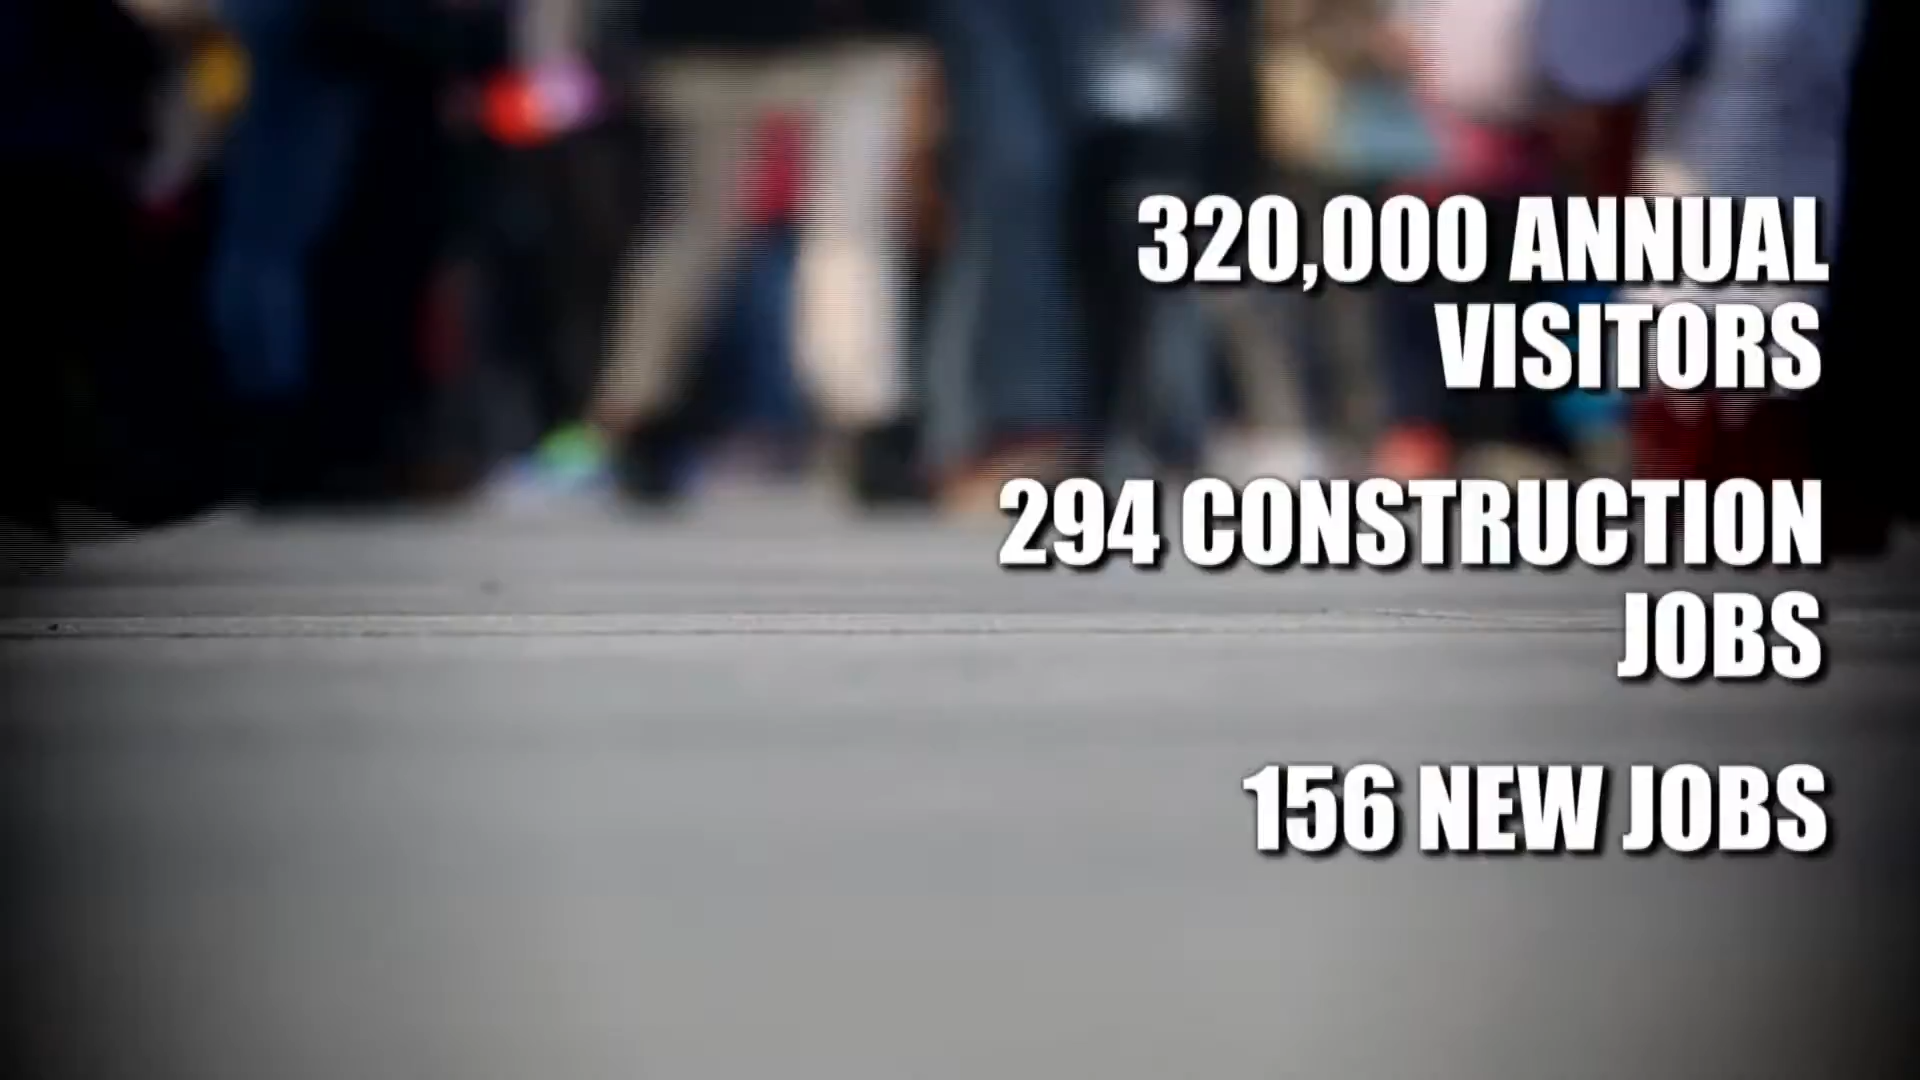 320,000 ANNUAL
VISITORS
294 CONSTRUCTION
JOBS
156 NEW JOBS